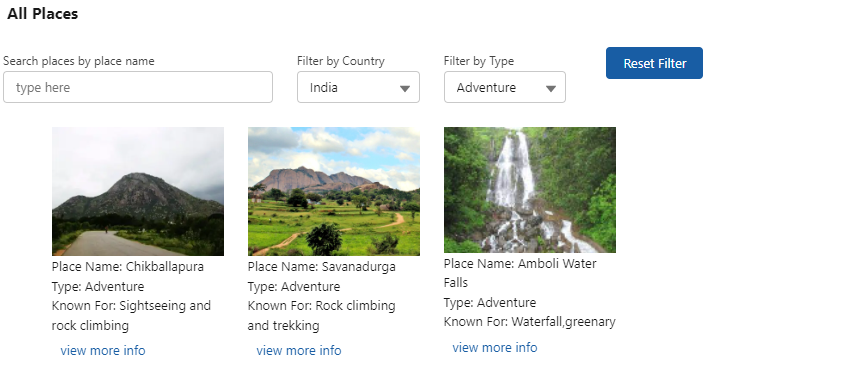 All Places
Search places by place name
Filter by Country
Filter by Type
Reset Filter
type here
India
Adventure
Place Name: Chikballapura
Type: Adventure
Known For: Sightseeing and
rock climbing
view more info
Place Name: Savanadurga
Type: Adventure
Known For: Rock climbing
and trekking
view more info
Place Name: Amboli Water
Falls
Type: Adventure
Known For: Waterfall,greenary
view more info